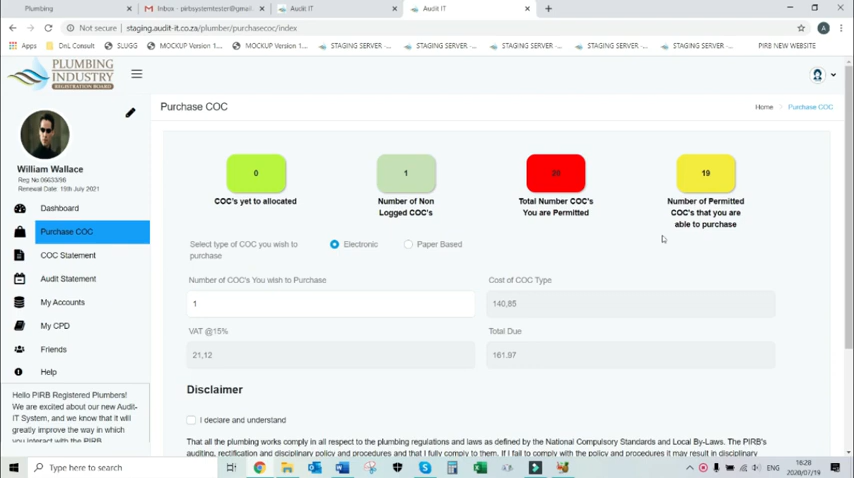 Plumbing
Inbox - pirbsystemtester@gmail.
Audit IT
Audit IT
Not secure | staging.audit-it.co.za/plumber/purchasecoc/index
A
Apps
DnL Consult
SLUGG
MOCKUP Version 1....
MOCKUP Version 1....
STAGING SERVER -...
STAGING SERVER -...
STAGING SERVER -...
STAGING SERVER -...
STAGING SERVER -...
PIRB NEW WEBSITE
PLUMBING
INDUSTRY
REGISTRATION BOARD
Purchase COC
Home > Purchase COC
William Wallace
Reg No 06633/96
Renewal Date: 19th July 2021
Dashboard
Purchase COC
COC Statement
Audit Statement
My Accounts
My CPD
Friends
Help
Hello PIRB Registered Plumbers!
We are excited about our new Audit-
IT System, and we know that it will
greatly improve the way in which
you interact with the PIRB
0
COC's yet to allocated
1
Number of Non
Logged COC's
20
Total Number COC's
You are Permitted
19
Number of Permitted
COC's that you are
able to purchase
Select type of COC you wish to
purchase
Electronic
Paper Based
Number of COC's You wish to Purchase
Cost of COC Type
1
140,85
VAT @15%
Total Due
21,12
161.97
Disclaimer
I declare and understand
That all the plumbing works comply in all respect to the plumbing regulations and laws as defined by the National Compulsory Standards and Local By-Laws. The PIRB's
auditing, rectification and disciplinary policy and procedures and that I fully comply to them. If I fail to comply with the policy and procedures it may result in disciplinary
Type here to search
ENG
16:28
2020/07/19